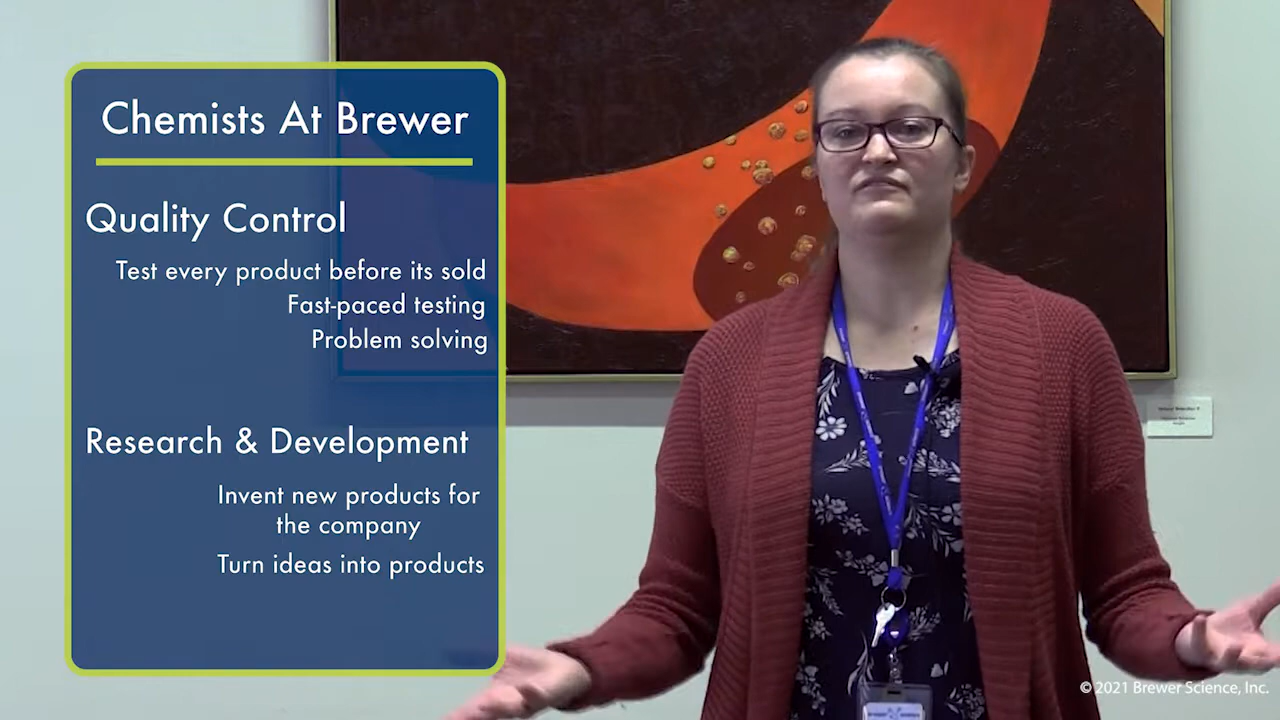 Chemists At Brewer
Quality Control
Test every product before its sold
Fast-paced testing
Problem solving
Research & Development
Invent new products for
the company
Turn ideas into products
© 2021 Brewer Science, Inc.